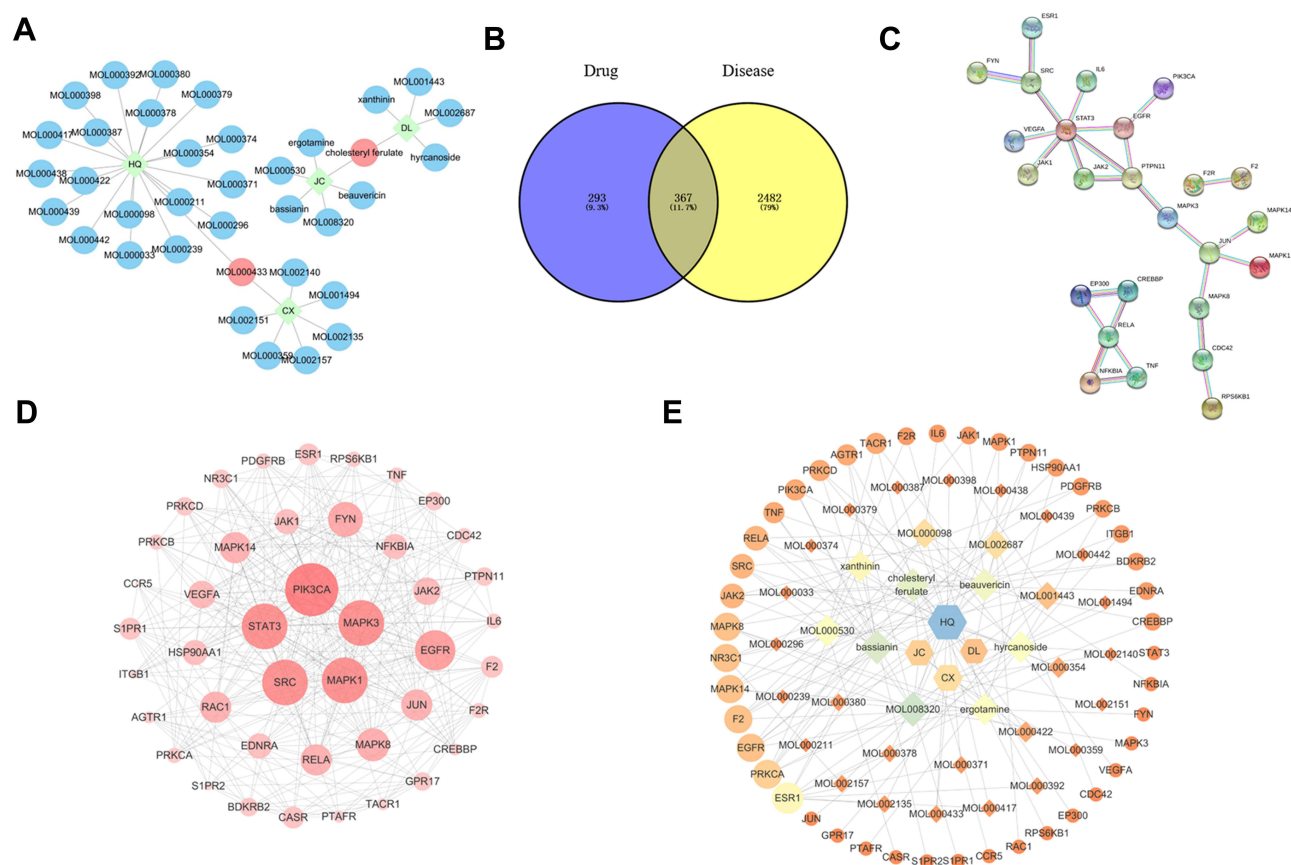 A
MOL000392
MOL000380
MOL000398
MOL000379
MOL000378
MOL000417
MOL000387
MOL000374
MOL000354
HQ
MOL000438
MOL000422
MOL000371
MOL000211
MOL000439
MOL000098
MOL000296
MOL000442
MOL000033
MOL000239
MOL000433
MOL001443
xanthinin
MOL002687
DL
ergotamine
cholesteryl ferulate
hyrcanoside
MOL000530
JC
beauvericin
bassianin
MOL008320
MOL002140
MOL001494
CX
MOL002151
MOL002135
MOL000359
MOL002157
B
Drug
Disease
293
(9.3%)
367
(11.7%)
2482
(79%)
C
ESR1
FYN
SRC
IL6
PIK3CA
STAT3
EGFR
VEGFA
JAK1
JAK2
PTPN11
F2R
F2
MAPK3
MAPK14
JUN
MAPK1
EP300
CREBBP
MAPK8
RELA
CDC42
NFKBIA
TNF
RPS6KB1
D
ESR1
RPS6KB1
PDGFRB
TNF
NR3C1
EP300
PRKCD
JAK1
FYN
CDC42
PRKCB
MAPK14
NFKBIA
PTPN11
CCR5
VEGFA
PIK3CA
JAK2
IL6
S1PR1
STAT3
MAPK3
HSP90AA1
EGFR
F2
ITGB1
SRC
MAPK1
RAC1
JUN
F2R
AGTR1
EDNRA
RELA
MAPK8
CREBBP
PRKCA
S1PR2
GPR17
BDKRB2
CASR
PTAFR
TACR1
E
IL6
JAK1
F2R
MAPK1
TACR1
PTPN11
AGTR1
HSP90AA1
PRKCD
MOL000387
MOL000398
MOL000438
PDGFRB
PIK3CA
MOL000379
MOL000439
PRKCB
TNF
MOL000374
MOL000098
MOL002687
MOL000442
ITGB1
RELA
xanthinin
cholesteryl
ferulate
beauvericin
BDKRB2
SRC
MOL000033
MOL001443
MOL001494
EDNRA
JAK2
MOL000530
HQ
CREBBP
MAPK8
MOL000296
bassianin
JC
DL
hyrcanoside
MOL000354
MOL002140
STAT3
NR3C1
CX
NFKBIA
MAPK14
MOL000239
MOL000380
MOL008320
ergotamine
MOL002151
FYN
F2
MOL000211
MOL000378
MOL000422
MOL000359
MAPK3
EGFR
MOL000371
VEGFA
PRKCA
MOL002157
MOL000392
CDC42
ESR1
MOL002135
MOL000433
MOL000417
EP300
JUN
RPS6KB1
GPR17
RAC1
PTAFR
CCR5
CASR
S1PR2
S1PR1